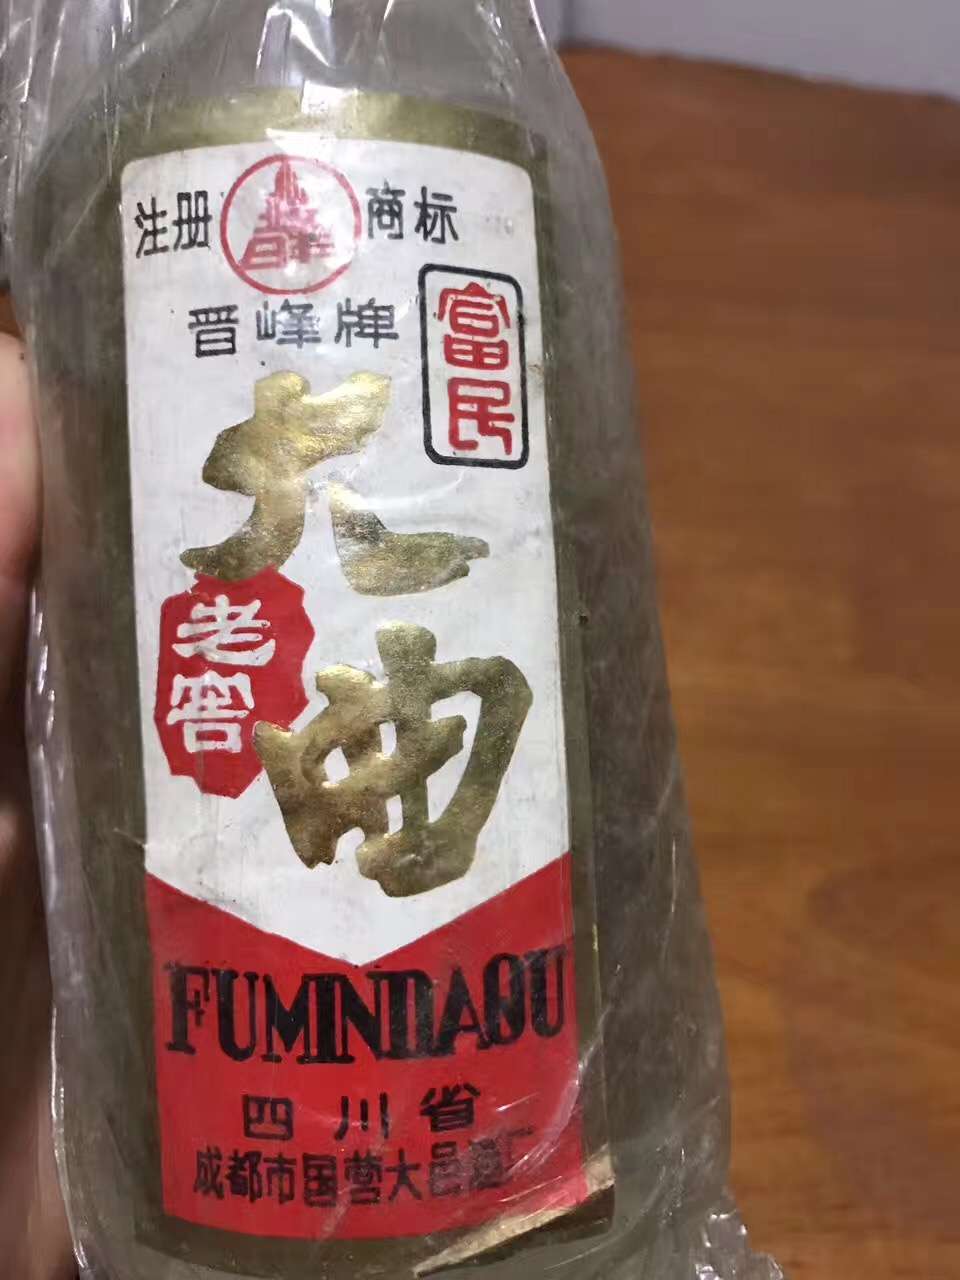 注册 商标
晋峰牌
富民
大曲
老窖
FUMINDAQU
四川省
成都市国营大邑酒厂